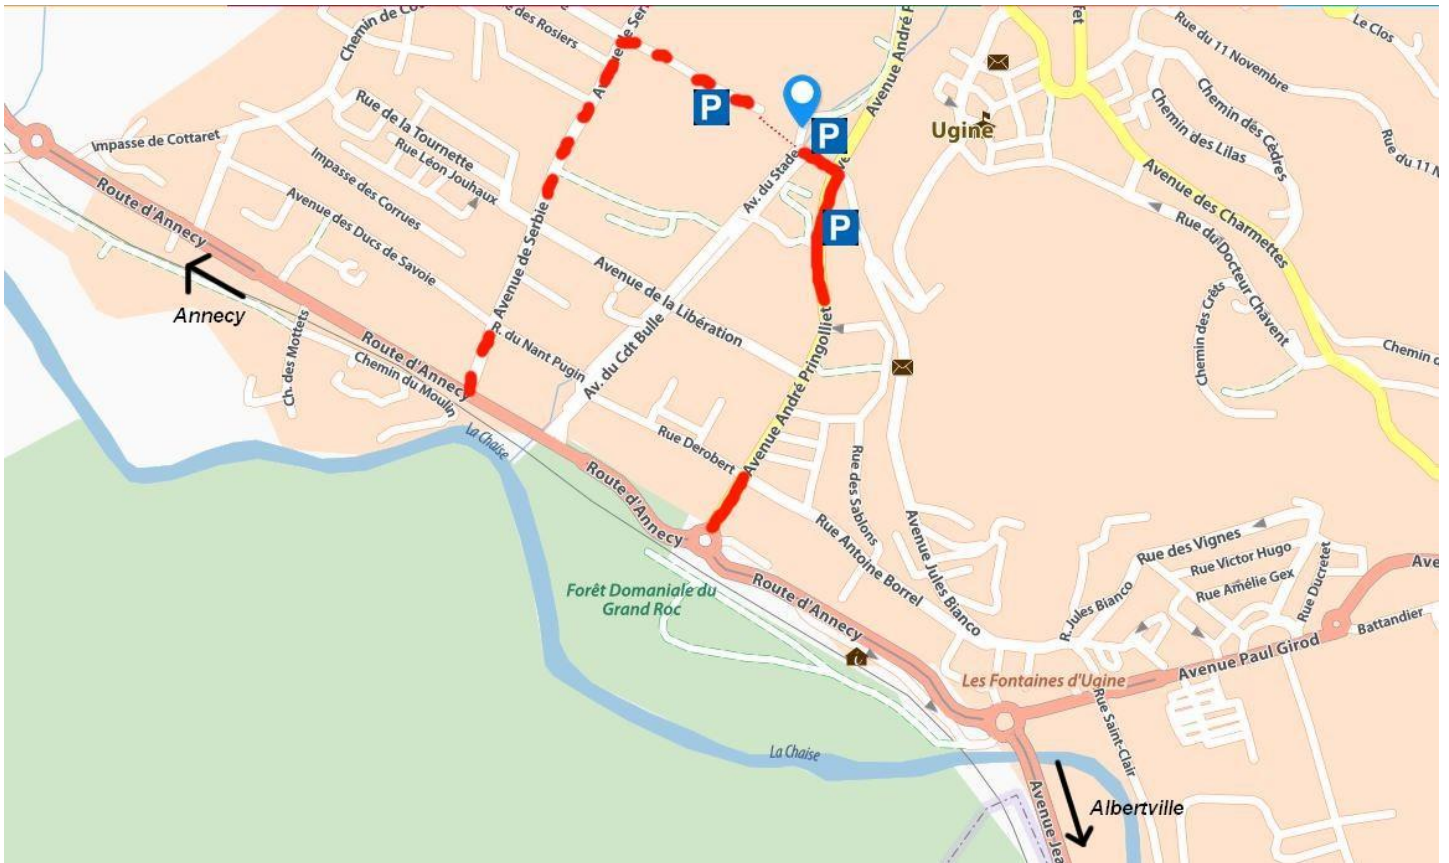 Chemin de Co
e des Rosiers
de Serb
A
e de Se
Avenue André
fet
Le Clos
Rue du 11 Novembre
Rue du 11 N
Impasse de Cottaret
Rue de la Tournette
Rue Léon Jouhaux
Impasse des Corrues
P
P
P
Ugine
Chemin des Cèdres
Chemin des Lilas
Avenue des Charmettes
Route d'Annecy
Avenue des Ducs de Savoie
Avenue de Serbie
Av. du Stade
Ave
Rue du Docteur Chavent
Annecy
Avenue de la Libération
Chemin des Crêts
Chemin d
Ch. des Mottets
Route d'Annecy
Chemin du Moulin
R. du Nant Pugin
Av. du Cdt Bulle
Avenue André Pringolliet
La Chaise
Rue Derobert
Route d'Annecy
Rue des Sablons
Avenue Jules Bianco
Rue Antoine Borrel
Rue des Vignes
Rue Victor Hugo
Rue Amélie Gex
Rue Ducretet
Ave
Forêt Domaniale du
Grand Roc
Route d'Annecy
R. Jules Bianco
Battandier
Avenue Paul Girod
Les Fontaines d'Ugine
Rue Saint-Clair
La Chaise
Avenue Jea
Albertville